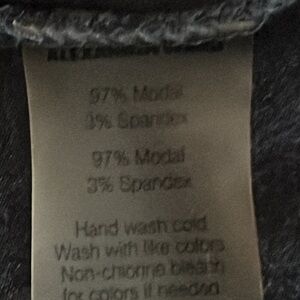 97% Modal
3% Spandex
97% Modal
3% Spandex
Hand wash cold
Wash with like colors
Non-chlorine bleach
for colors if needed